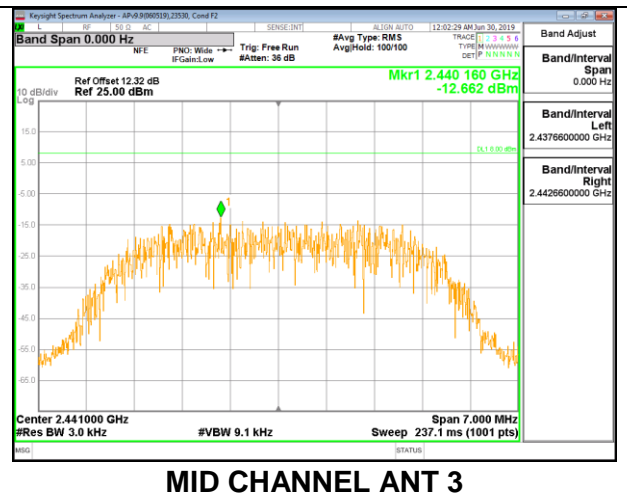 Keysight Spectrum Analyzer - APv9.9(060519),23530, Cond F2
L RF 50 Ω AC SENSE:INT ALIGN AUTO 12:02:29 AM Jun 30, 2019
Band Span 0.000 Hz
NFE
PNO: Wide
IFGain:Low
Trig: Free Run
#Atten: 36 dB
#Avg Type: RMS
Avg|Hold: 100/100
TRACE 1 2 3 4 5 6
TYPE M WWWWW
DET P N N N N N
Ref Offset 12.32 dB
Ref 25.00 dBm
10 dB/div
Log
Mkr1 2.440 160 GHz
-12.662 dBm
15.0
DL1 8.00 dBm
5.00
-5.00
1
-15.0
-25.0
-35.0
-45.0
-55.0
-65.0
Center 2.441000 GHz
Span 7.000 MHz
#Res BW 3.0 kHz
#VBW 9.1 kHz
Sweep 237.1 ms (1001 pts)
MSG
STATUS
Band Adjust
Band/Interval
Span
0.000 Hz
Band/Interval
Left
2.4376600000 GHz
Band/Interval
Right
2.4426600000 GHz
MID CHANNEL ANT 3